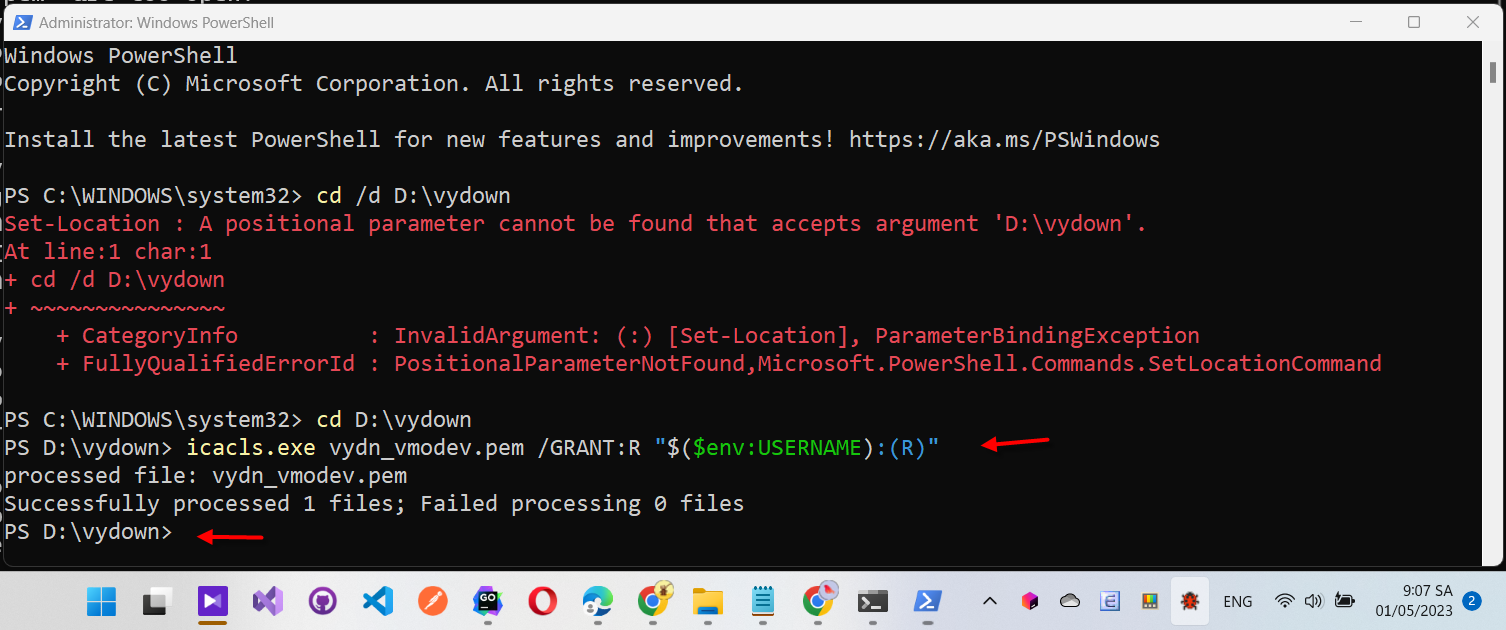 Administrator: Windows PowerShell
Windows PowerShell
Copyright (C) Microsoft Corporation. All rights reserved.
Install the latest PowerShell for new features and improvements! https://aka.ms/PSWindows
PS C:\WINDOWS\system32> cd /d D:\vydown
Set-Location : A positional parameter cannot be found that accepts argument 'D:\vydown'.
At line:1 char:1
+ cd /d D:\vydown
+ ~~~~~~~~~~~~~~~
    + CategoryInfo          : InvalidArgument: (:) [Set-Location], ParameterBindingException
    + FullyQualifiedErrorId : PositionalParameterNotFound,Microsoft.PowerShell.Commands.SetLocationCommand
PS C:\WINDOWS\system32> cd D:\vydown
PS D:\vydown> icacls.exe vydn_vmodev.pem /GRANT:R "$($env:USERNAME):(R)"
processed file: vydn_vmodev.pem
Successfully processed 1 files; Failed processing 0 files
PS D:\vydown>
GO
ENG
9:07 SA
01/05/2023
2